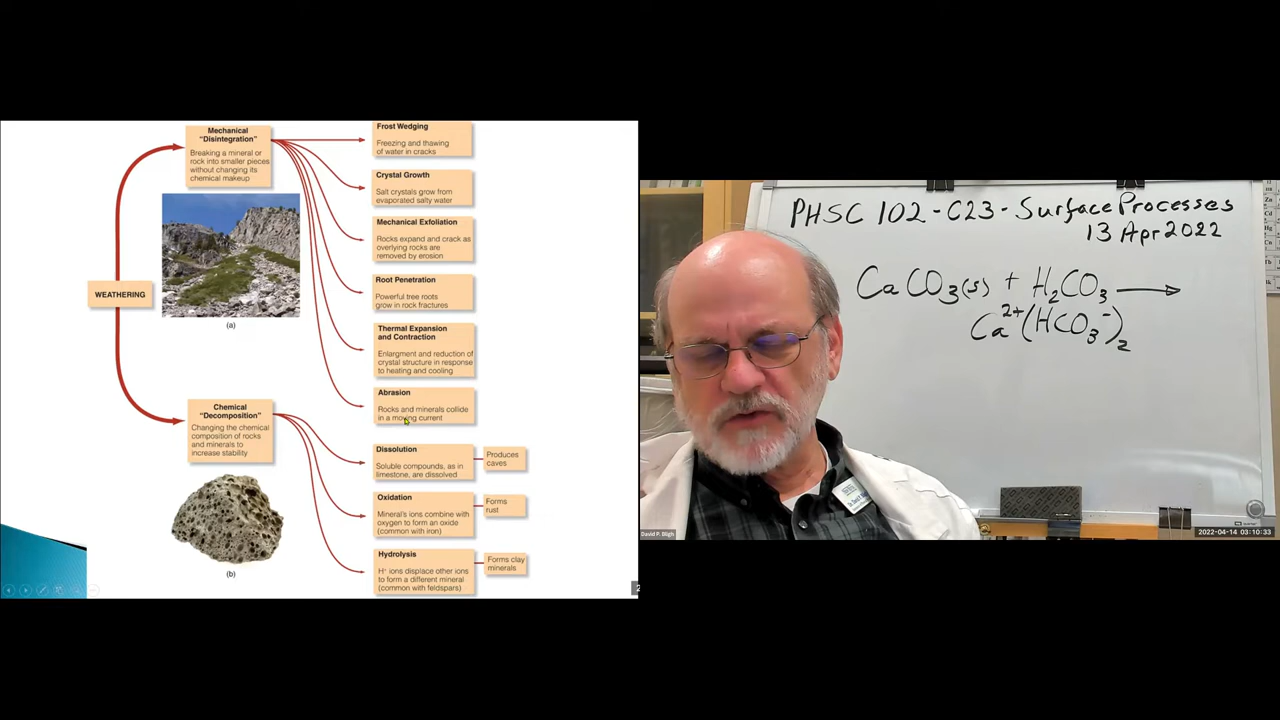 Mechanical
"Disintegration"
Breaking a mineral or
rock into smaller pieces
without changing its
chemical makeup
(a)
WEATHERING
Chemical
"Decomposition"
Changing the chemical
composition of rocks
and minerals to
increase stability
(b)
Frost Wedging
Freezing and thawing
of water in cracks
Crystal Growth
Salt crystals grow from
evaporated salty water
Mechanical Exfoliation
Rocks expand and crack as
overlying rocks are
removed by erosion
Root Penetration
Powerful tree roots
grow in rock fractures
Thermal Expansion
and Contraction
Enlargment and reduction of
crystal structure in response
to heating and cooling
Abrasion
Rocks and minerals collide
in a moving current
Dissolution
Soluble compounds, as in
limestone, are dissolved
Produces
caves
Oxidation
Mineral's ions combine with
oxygen to form an oxide
(common with iron)
Forms
rust
Hydrolysis
H⁺ ions displace other ions
to form a different mineral
(common with feldspars)
Forms clay
minerals
2
PHSC 102 - C23 - Surface Processes
13 Apr 2022
CaCO₃(s) + H₂CO₃ →
Ca²⁺(HCO₃⁻)₂
David P. Bligh
2022-04-14 03:10:33